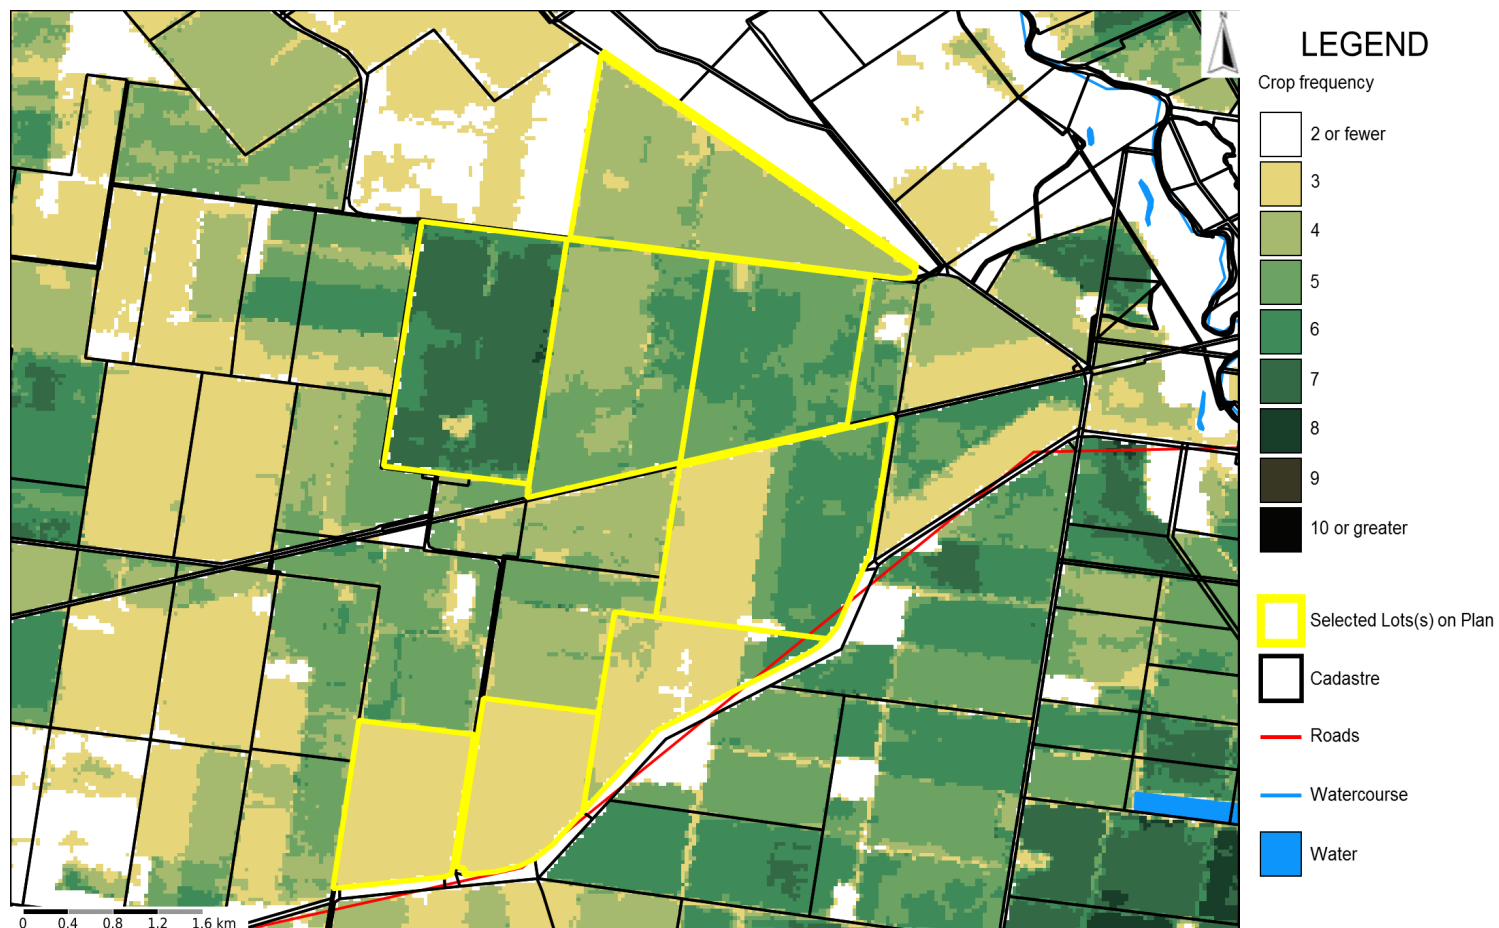 N
LEGEND
Crop frequency
2 or fewer
3
4
5
6
7
8
9
10 or greater
Selected Lots(s) on Plan
Cadastre
Roads
Watercourse
Water
0 0.4 0.8 1.2 1.6 km